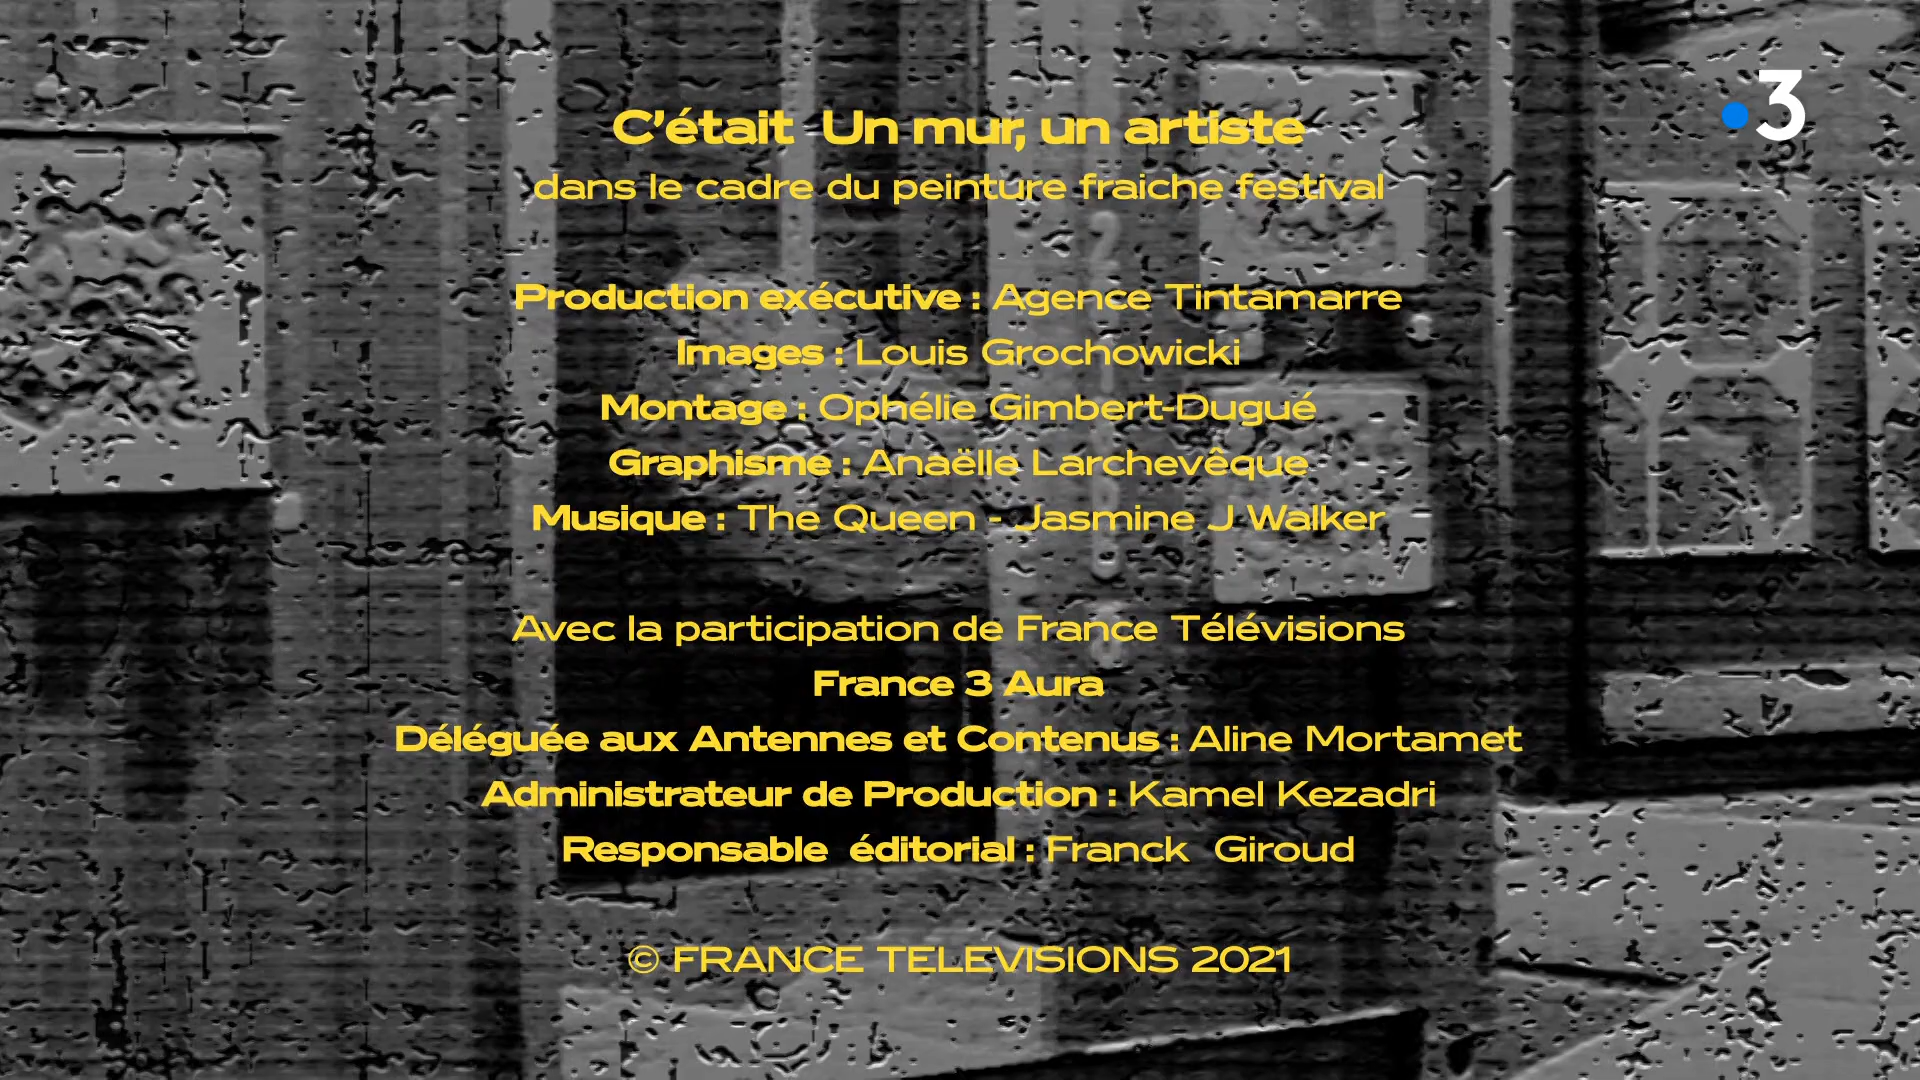 C'était Un mur, un artiste
dans le cadre du peinture fraiche festival
Production exécutive : Agence Tintamarre
Images : Louis Grochowicki
Montage : Ophélie Gimbert-Dugué
Graphisme : Anaëlle Larchevêque
Musique : The Queen - Jasmine J Walker
Avec la participation de France Télévisions
France 3 Aura
Déléguée aux Antennes et Contenus : Aline Mortamet
Administrateur de Production : Kamel Kezadri
Responsable éditorial : Franck Giroud
© FRANCE TELEVISIONS 2021
3